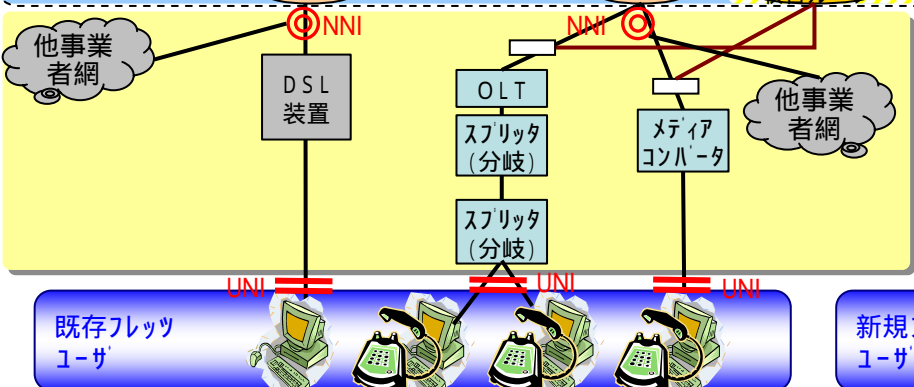 NNI
NNI
他事業
者網
DSL
装置
OLT
スプリッタ
(分岐)
スプリッタ
(分岐)
メディア
コンバータ
他事業
者網
UNI
UNI
UNI
既存フレッツ
ユーザ
新規
ユーザ